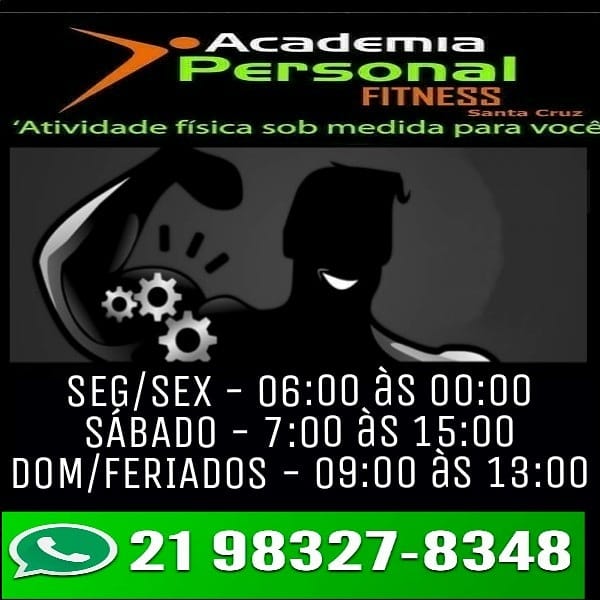 Academia
Personal
FITNESS
Santa Cruz
'Atividade física sob medida para você
SEG/SEX - 06:00 às 00:00
SÁBADO - 7:00 às 15:00
DOM/FERIADOS - 09:00 às 13:00
21 98327-8348